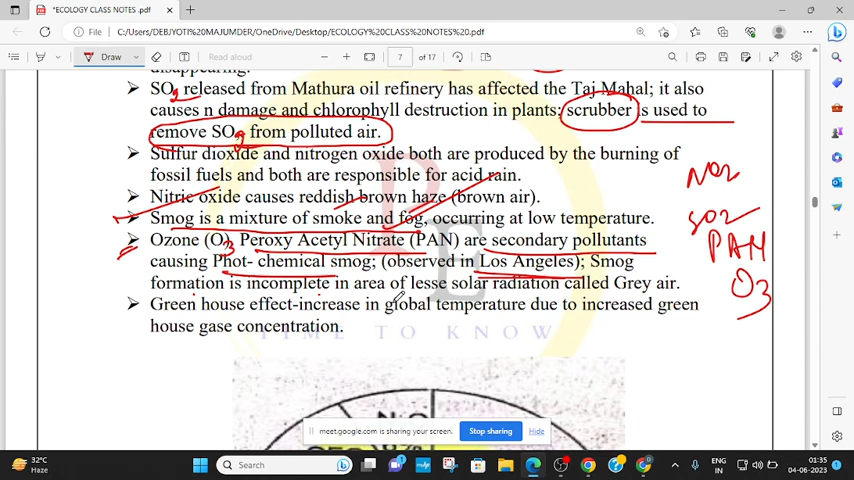 *ECOLOGY CLASS NOTES .pdf
File
C:/Users/DEBJYOTI%20MAJUMDER/OneDrive/Desktop/ECOLOGY%20CLASS%20NOTES%20.pdf
Draw
Read aloud
7
of 17
disappearing.
SO2 released from Mathura oil refinery has affected the Taj Mahal; it also
causes n damage and chlorophyll destruction in plants; scrubber is used to
remove SO2 from polluted air.
Sulfur dioxide and nitrogen oxide both are produced by the burning of
fossil fuels and both are responsible for acid rain.
Nitric oxide causes reddish brown haze (brown air).
Smog is a mixture of smoke and fog, occurring at low temperature.
Ozone (O3 Peroxy Acetyl Nitrate (PAN) are secondary pollutants
causing Phot- chemical smog; (observed in Los Angeles); Smog
formation is incomplete in area of lesse solar radiation called Grey air.
Green house effect-increase in global temperature due to increased green
house gase concentration.
NO2
SO2
PAN
O3
TIME TO KNOW
meet.google.com is sharing your screen.
Stop sharing
Hide
32°C
Haze
Search
ENG
IN
01:35
04-06-2023